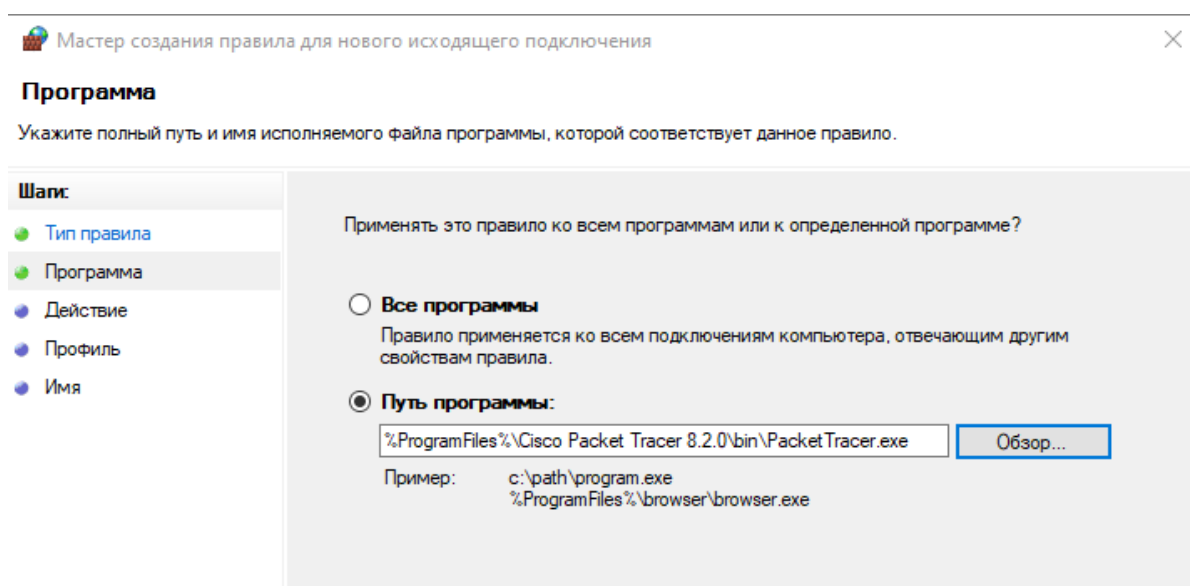 Мастер создания правила для нового исходящего подключения
Программа
Укажите полный путь и имя исполняемого файла программы, которой соответствует данное правило.
Шаги:
Тип правила
Программа
Действие
Профиль
Имя
Применять это правило ко всем программам или к определенной программе?
Все программы
Правило применяется ко всем подключениям компьютера, отвечающим другим
свойствам правила.
Путь программы:
%ProgramFiles%\Cisco Packet Tracer 8.2.0\bin\PacketTracer.exe
Обзор...
Пример: c:\path\program.exe
%ProgramFiles%\browser\browser.exe